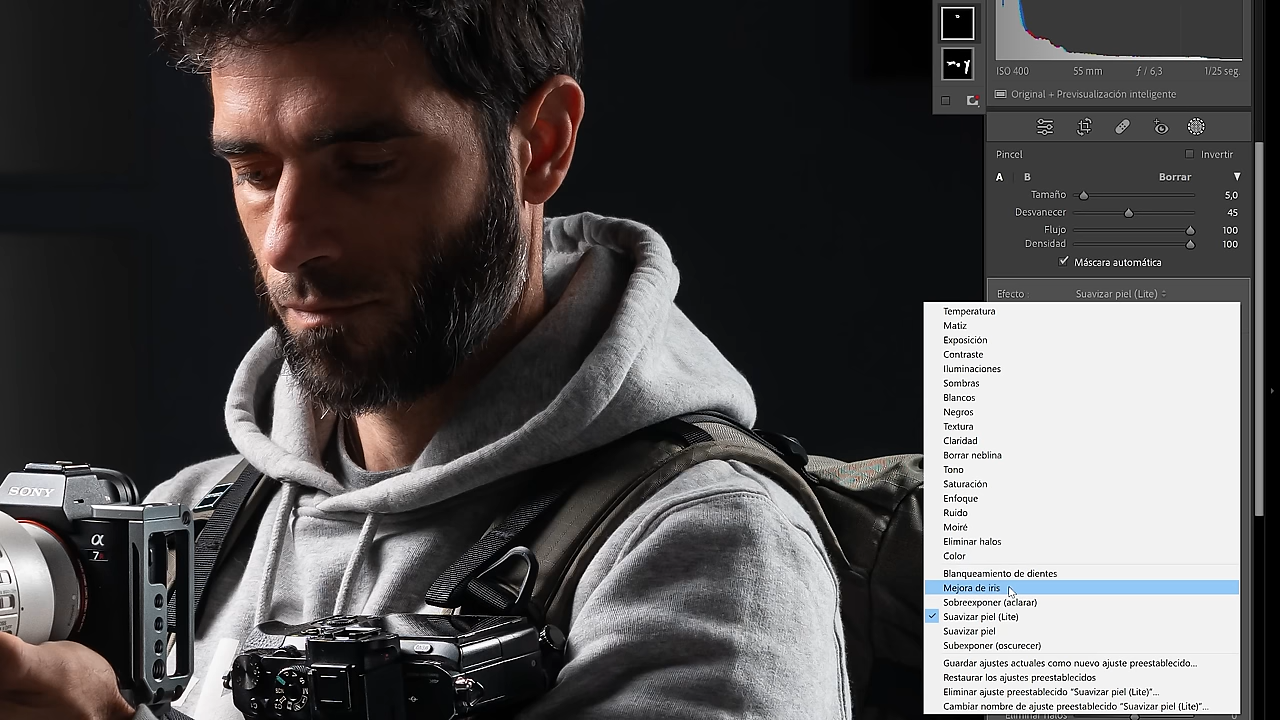 ISO 400 55 mm ƒ / 6,3 1/25 seg.
Original + Previsualización inteligente
Pincel Invertir
A B Borrar
Tamaño 5,0
Desvanecer 45
Flujo 100
Densidad 100
Máscara automática
Efecto : Suavizar piel (Lite)
Temperatura
Matiz
Exposición
Contraste
Iluminaciones
Sombras
Blancos
Negros
Textura
Claridad
Borrar neblina
Tono
Saturación
Enfoque
Ruido
Moiré
Eliminar halos
Color
Blanqueamiento de dientes
Mejora de iris
Sobreexponer (aclarar)
Suavizar piel (Lite)
Suavizar piel
Subexponer (oscurecer)
Guardar ajustes actuales como nuevo ajuste preestablecido...
Restaurar los ajustes preestablecidos
Eliminar ajuste preestablecido “Suavizar piel (Lite)”...
Cambiar nombre de ajuste preestablecido “Suavizar piel (Lite)”...
Eliminar halos
SONY
α
7R